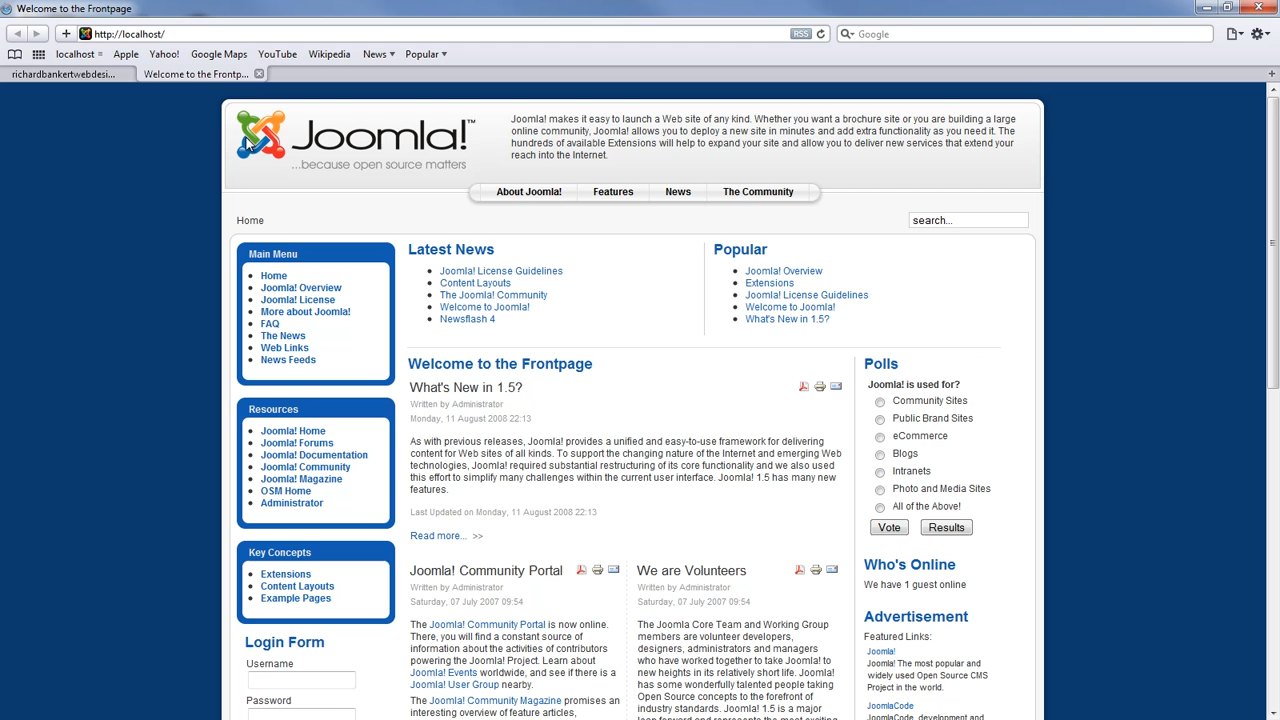 Welcome to the Frontpage
http://localhost/
RSS
Google
localhost
Apple
Yahoo!
Google Maps
YouTube
Wikipedia
News
Popular
richardbankertwebdesi...
Welcome to the Frontp...
Joomla!™
...because open source matters
Joomla! makes it easy to launch a Web site of any kind. Whether you want a brochure site or you are building a large
online community, Joomla! allows you to deploy a new site in minutes and add extra functionality as you need it. The
hundreds of available Extensions will help to expand your site and allow you to deliver new services that extend your
reach into the Internet.
About Joomla!
Features
News
The Community
Home
search...
Main Menu
Home
Joomla! Overview
Joomla! License
More about Joomla!
FAQ
The News
Web Links
News Feeds
Resources
Joomla! Home
Joomla! Forums
Joomla! Documentation
Joomla! Community
Joomla! Magazine
OSM Home
Administrator
Key Concepts
Extensions
Content Layouts
Example Pages
Login Form
Username
Password
Latest News
Joomla! License Guidelines
Content Layouts
The Joomla! Community
Welcome to Joomla!
Newsflash 4
Popular
Joomla! Overview
Extensions
Joomla! License Guidelines
Welcome to Joomla!
What's New in 1.5?
Welcome to the Frontpage
What's New in 1.5?
Written by Administrator
Monday, 11 August 2008 22:13
As with previous releases, Joomla! provides a unified and easy-to-use framework for delivering
content for Web sites of all kinds. To support the changing nature of the Internet and emerging Web
technologies, Joomla! required substantial restructuring of its core functionality and we also used
this effort to simplify many challenges within the current user interface. Joomla! 1.5 has many new
features.
Last Updated on Monday, 11 August 2008 22:13
Read more... >>
Joomla! Community Portal
Written by Administrator
Saturday, 07 July 2007 09:54
The Joomla! Community Portal is now online.
There, you will find a constant source of
information about the activities of contributors
powering the Joomla! Project. Learn about
Joomla! Events worldwide, and see if there is a
Joomla! User Group nearby.
The Joomla! Community Magazine promises an
interesting overview of feature articles,
We are Volunteers
Written by Administrator
Saturday, 07 July 2007 09:54
The Joomla Core Team and Working Group
members are volunteer developers,
designers, administrators and managers
who have worked together to take Joomla! to
new heights in its relatively short life. Joomla!
has some wonderfully talented people taking
Open Source concepts to the forefront of
industry standards. Joomla! 1.5 is a major
leap forward and represents the most exciting
Polls
Joomla! is used for?
Community Sites
Public Brand Sites
eCommerce
Blogs
Intranets
Photo and Media Sites
All of the Above!
Vote
Results
Who's Online
We have 1 guest online
Advertisement
Featured Links:
Joomla!
Joomla! The most popular and
widely used Open Source CMS
Project in the world.
JoomlaCode
JoomlaCode, development and